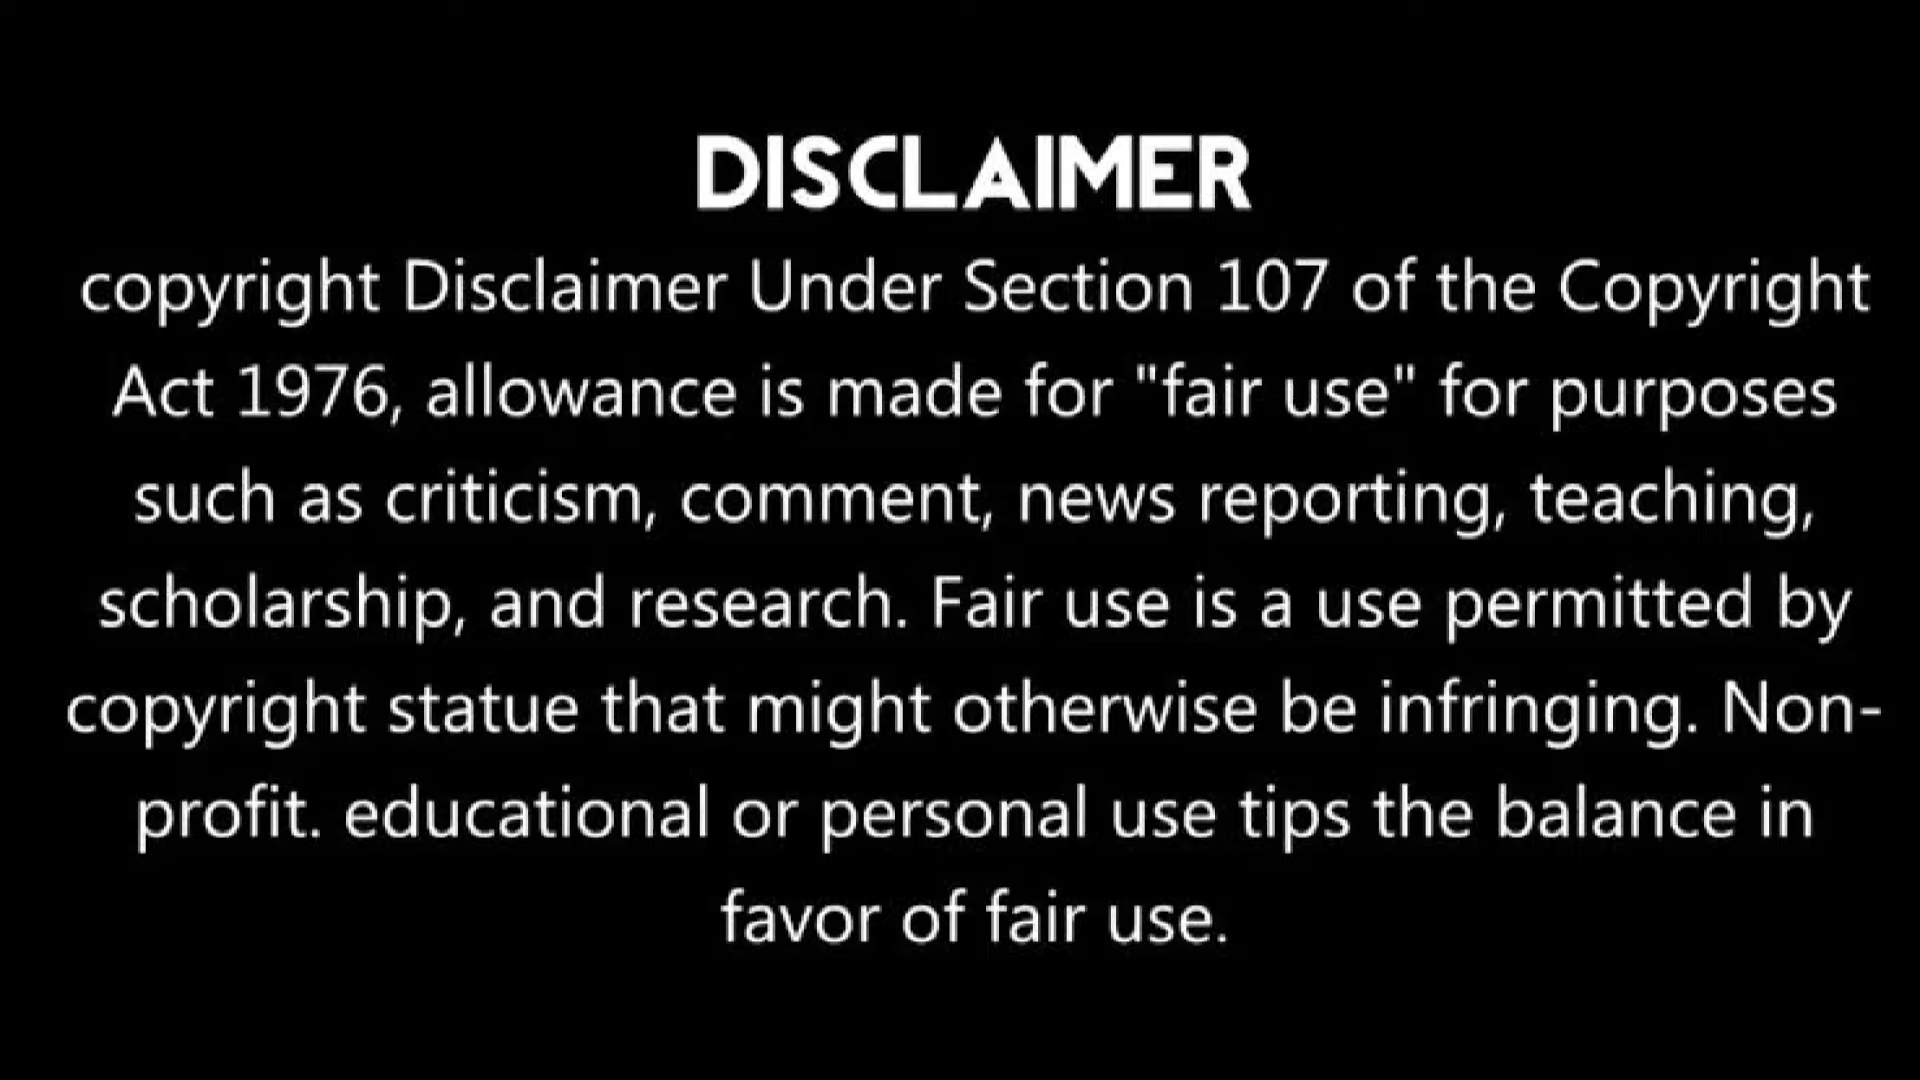 DISCLAIMER
copyright Disclaimer Under Section 107 of the Copyright
Act 1976, allowance is made for "fair use" for purposes
such as criticism, comment, news reporting, teaching,
scholarship, and research. Fair use is a use permitted by
copyright statue that might otherwise be infringing. Non-
profit. educational or personal use tips the balance in
favor of fair use.